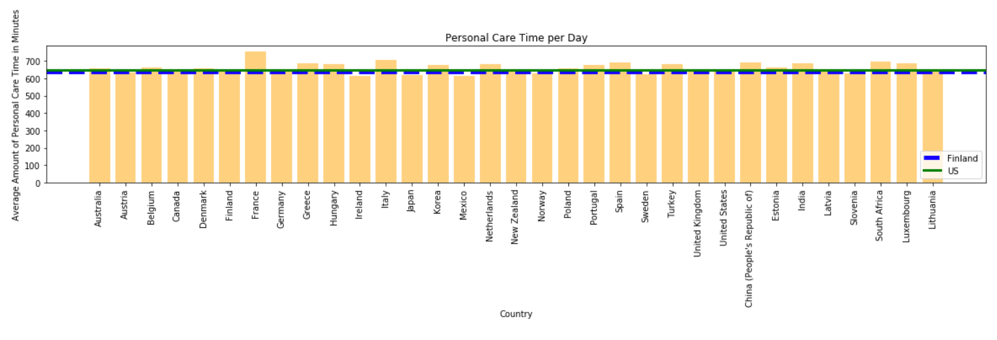 Personal Care Time per Day
Average Amount of Personal Care Time in Minutes
700
600
500
400
300
200
100
0
Finland
US
Australia
Austria
Belgium
Canada
Denmark
Finland
France
Germany
Greece
Hungary
Ireland
Italy
Japan
Korea
Mexico
Netherlands
New Zealand
Norway
Poland
Portugal
Spain
Sweden
Turkey
United Kingdom
United States
China (People's Republic of)
Estonia
India
Latvia
Slovenia
South Africa
Luxembourg
Lithuania
Country